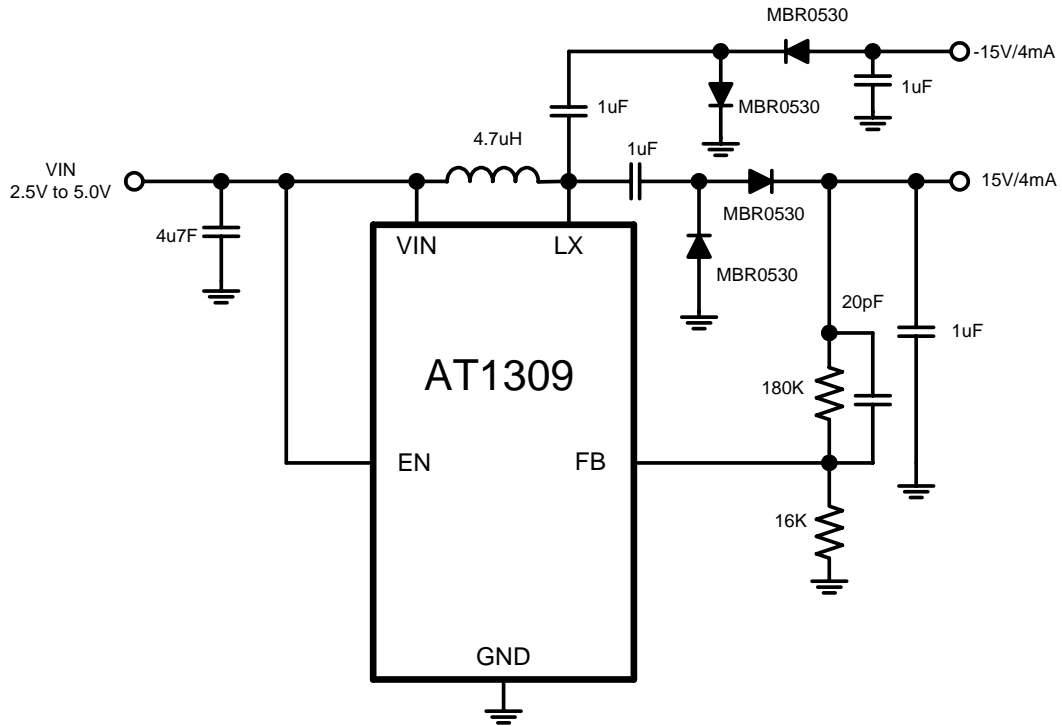 MBR0530
-15V/4mA
1uF
MBR0530
1uF
4.7uH
1uF
VIN
2.5V to 5.0V
15V/4mA
MBR0530
4u7F
VIN
LX
MBR0530
20pF
1uF
AT1309
180K
EN
FB
16K
GND